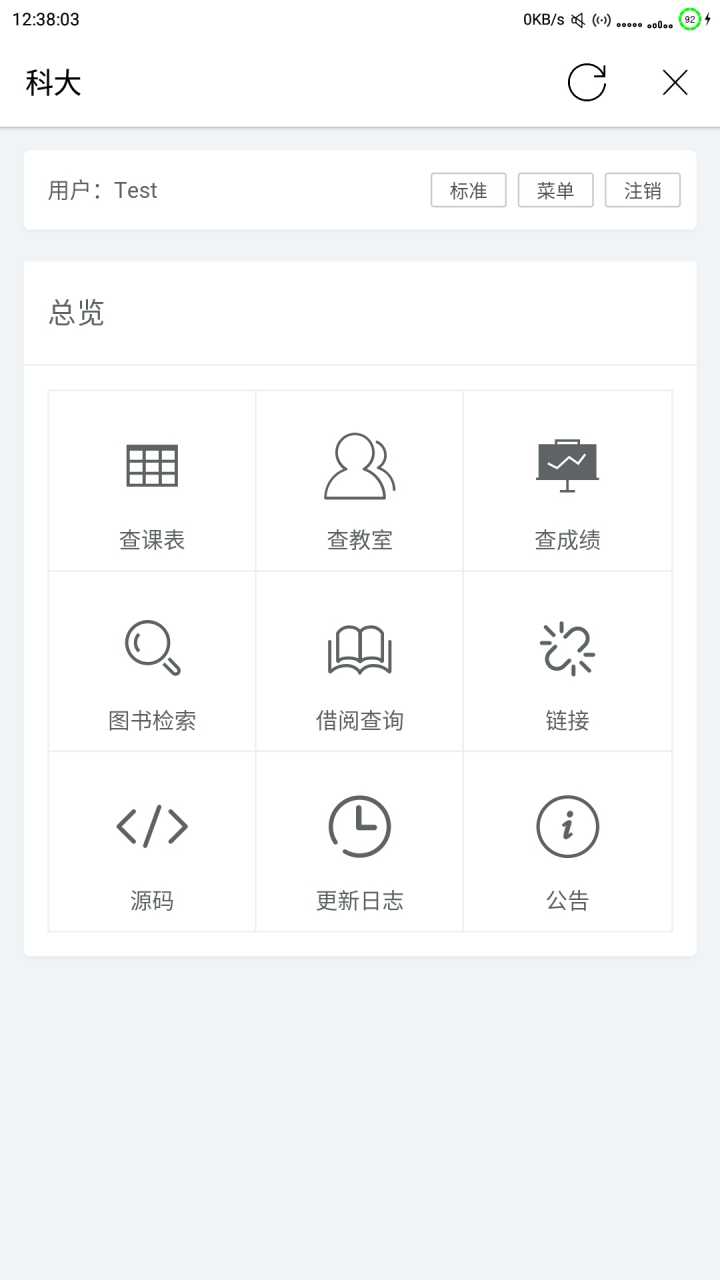 12:38:03 0KB/s 92
科大
用户：Test 标准 菜单 注销
总览
查课表 查教室 查成绩
图书检索 借阅查询 链接
源码 更新日志 公告